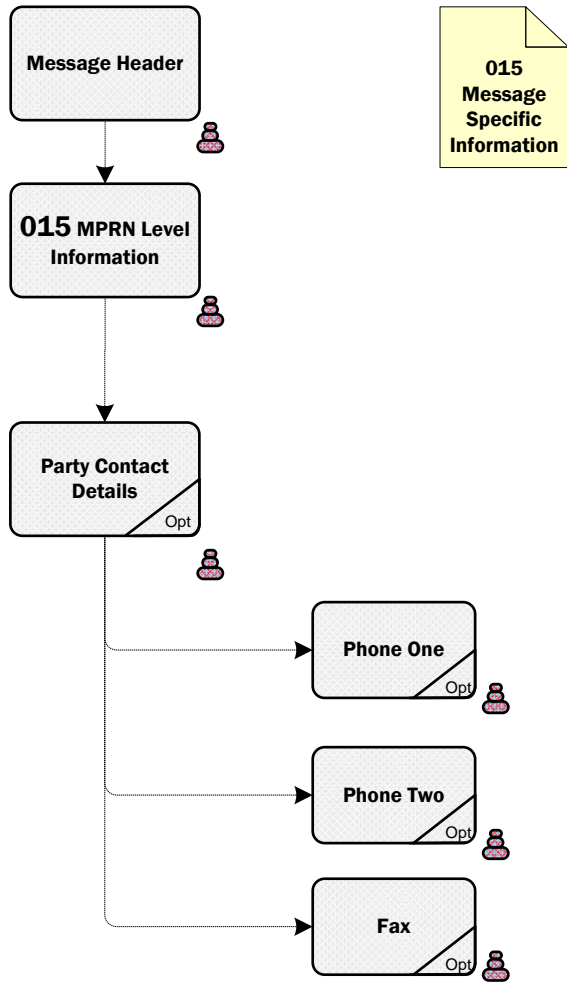 Message Header
015
Message
Specific
Information
015 MPRN Level
Information
Party Contact
Details
Opt
Phone One
Opt
Phone Two
Opt
Fax
Opt